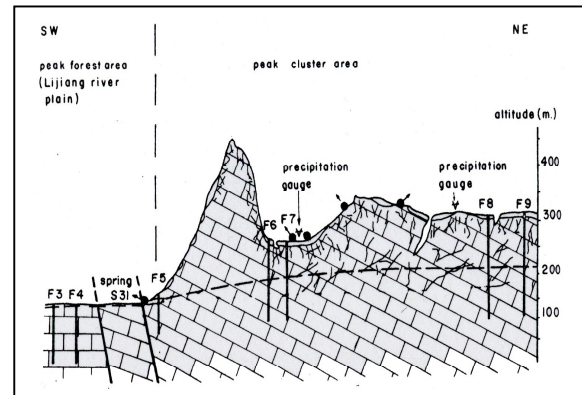 SW
NE
peak forest area
(Lijiang river
plain)
peak cluster area
altitude (m.)
400
300
200
100
precipitation
gauge
precipitation
gauge
F6
F7
F8
F9
spring
F3
F4
S31
F5